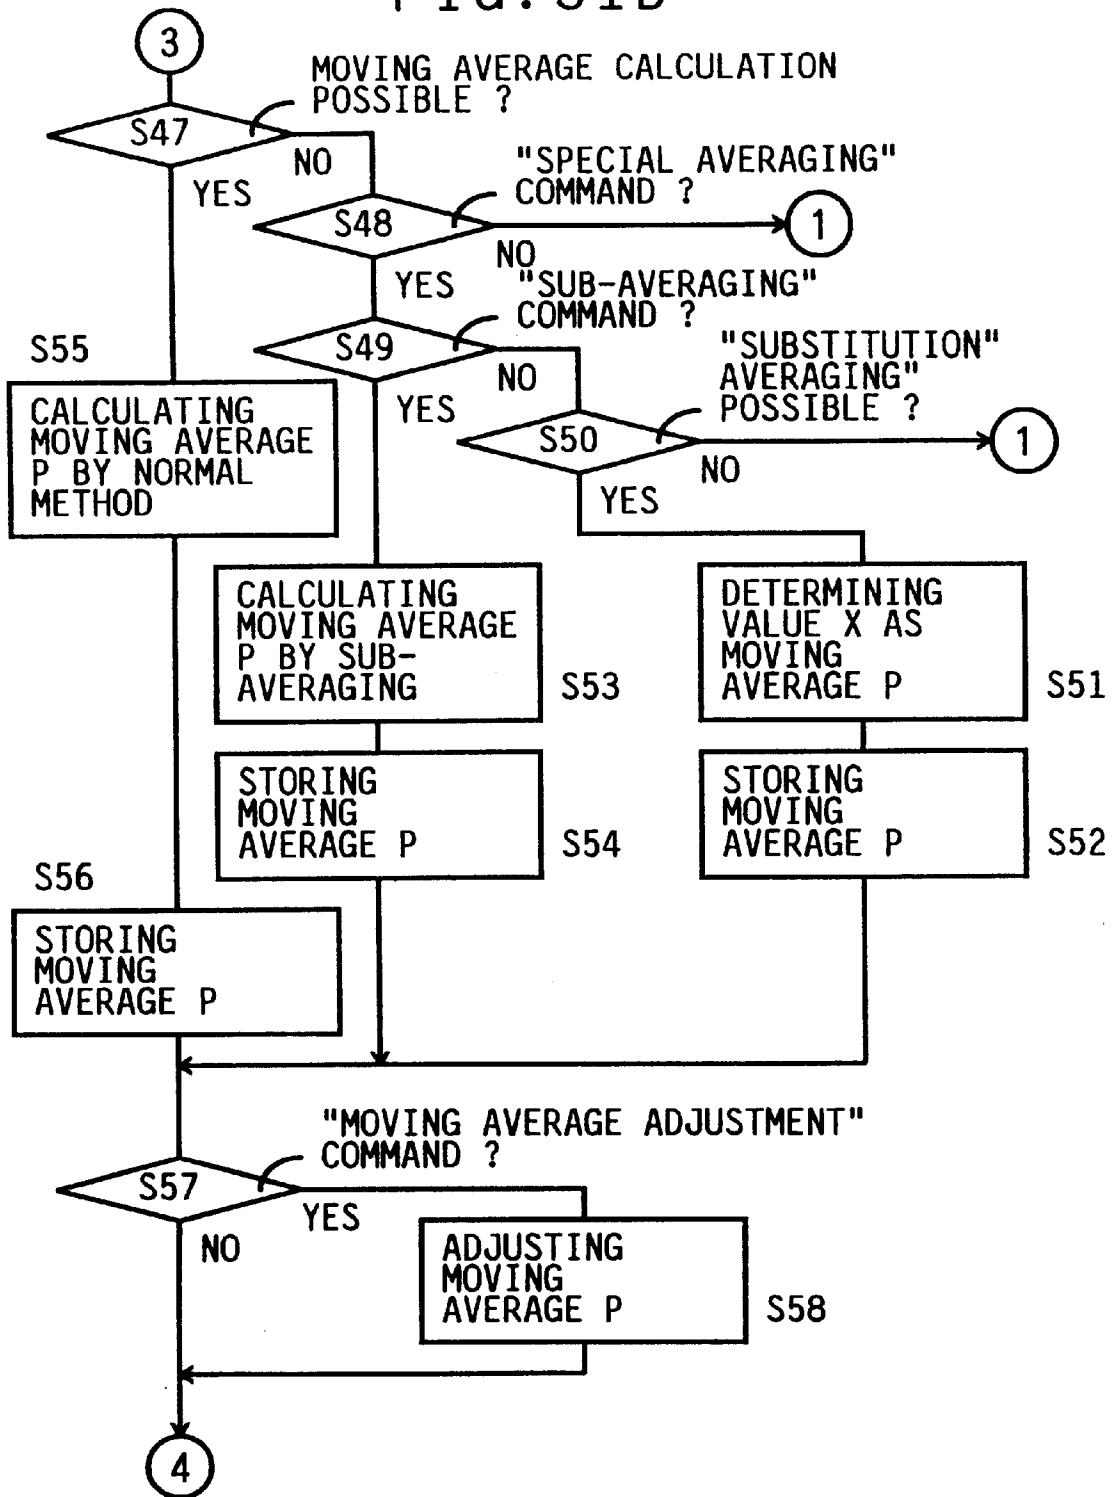 FIG.
3
MOVING AVERAGE CALCULATION
POSSIBLE ?
S47
NO
YES
"SPECIAL AVERAGING"
COMMAND ?
S48
1
NO
YES
"SUB-AVERAGING"
COMMAND ?
S49
NO
YES
"SUBSTITUTION"
AVERAGING"
POSSIBLE ?
S50
1
NO
YES
S55
CALCULATING
MOVING AVERAGE
P BY NORMAL
METHOD
CALCULATING
MOVING AVERAGE
P BY SUB-
AVERAGING
S53
DETERMINING
VALUE X AS
MOVING
AVERAGE P
S51
STORING
MOVING
AVERAGE P
S54
STORING
MOVING
AVERAGE P
S52
S56
STORING
MOVING
AVERAGE P
"MOVING AVERAGE ADJUSTMENT"
COMMAND ?
S57
YES
NO
ADJUSTING
MOVING
AVERAGE P
S58
4